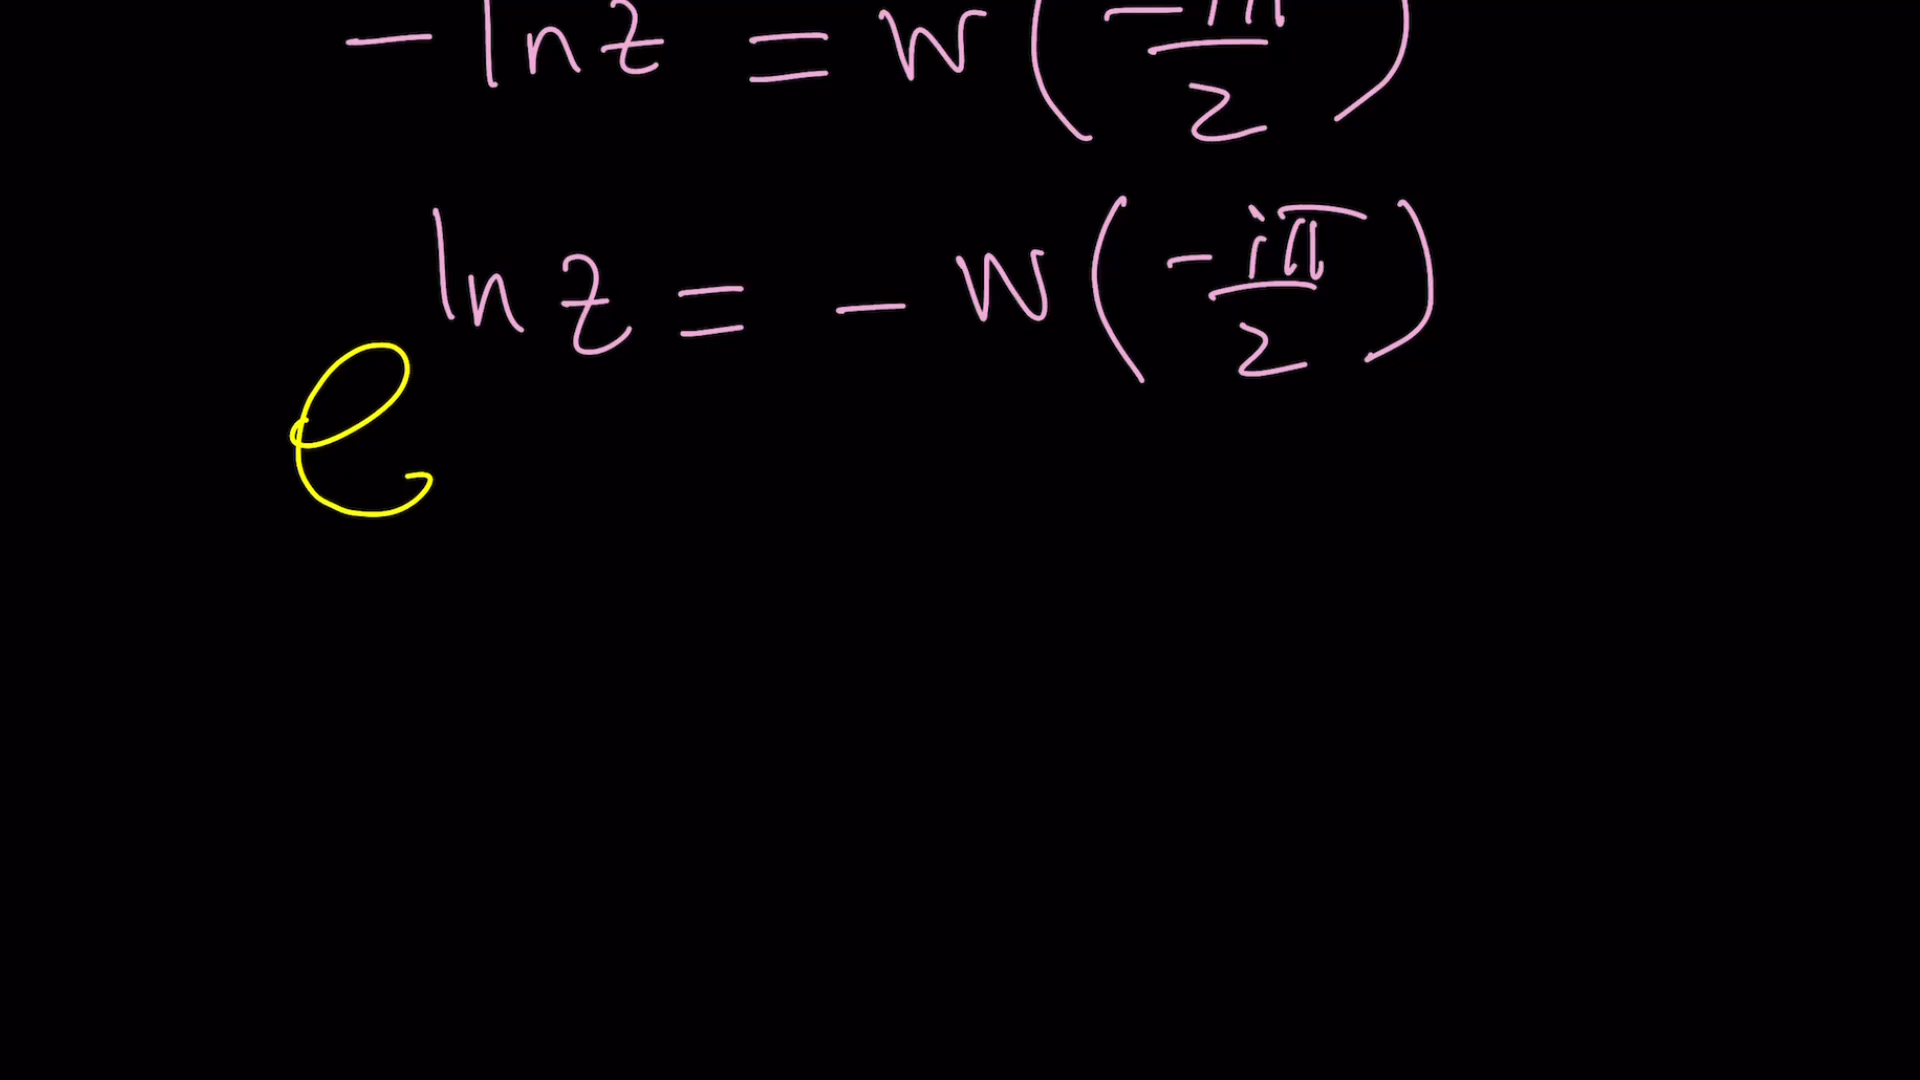 -ln z = W(-iπ/2)
ln z = -W(-iπ/2)
e